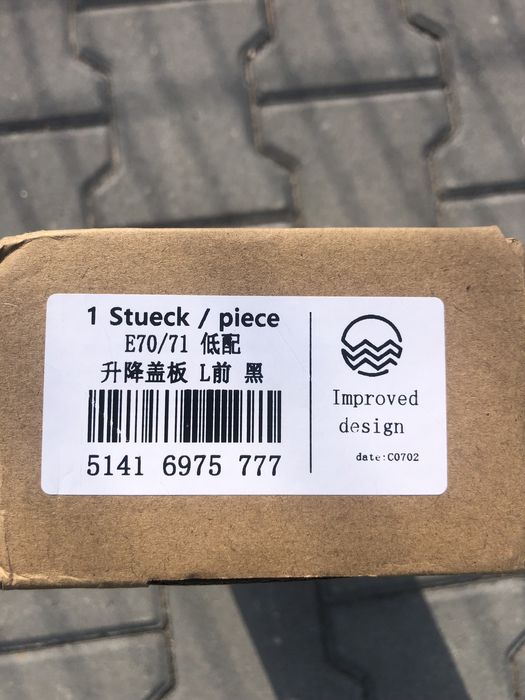 1 Stueck / piece
E70/71 低配
升降盖板 L前 黑
5141 6975 777
Improved
design
date:C0702